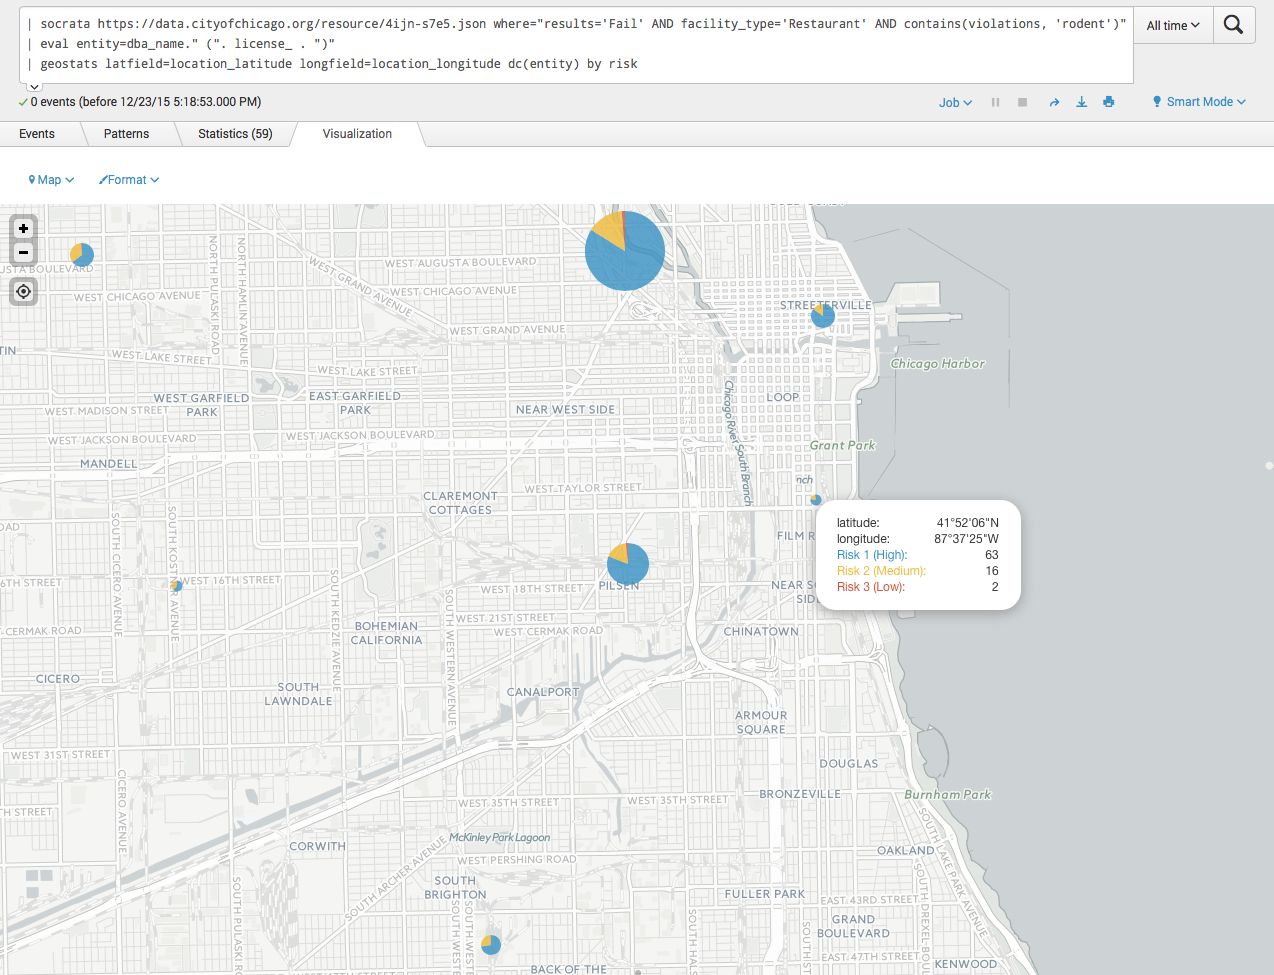 | socrata https://data.cityofchicago.org/resource/4ijn-s7e5.json where="results='Fail' AND facility_type='Restaurant' AND contains(violations, 'rodent')"
| eval entity=dba_name." (". license_ . ")"
| geostats latfield=location_latitude longfield=location_longitude dc(entity) by risk
All time
0 events (before 12/23/15 5:18:53.000 PM)
Job
Smart Mode
Events
Patterns
Statistics (59)
Visualization
Map
Format
+
−
USTA BOULEVARD
NORTH PULASKI ROAD
NORTH HAMLIN AVENUE
WEST GRAND AVENUE
WEST AUGUSTA BOULEVARD
WEST CHICAGO AVENUE
WEST CHICAGO AVENUE
STREETERVILLE
WEST GRAND AVENUE
TIN
WEST LAKE STREET
WEST LAKE STREET
Chicago Harbor
WEST GARFIELD
PARK
EAST GARFIELD
PARK
LOOP
WEST MADISON STREET
NEAR WEST SIDE
Chicago River South Branch
WEST JACKSON BOULEVARD
WEST JACKSON BOULEVARD
Grant Park
MANDELL
nch
WEST TAYLOR STREET
CLAREMONT
COTTAGES
SOUTH CICERO AVENUE
SOUTH KOSTNER AVENUE
OAD
FILM R
latitude: 41°52'06"N
longitude: 87°37'25"W
Risk 1 (High): 63
Risk 2 (Medium): 16
Risk 3 (Low): 2
6TH STREET
WEST 16TH STREET
SOUTH KEDZIE AVENUE
SOUTH WESTERN AVENUE
WEST 18TH STREET
PILSEN
NEAR SO
SIDE
WEST 21ST STREET
-CERMAK ROAD
BOHEMIAN
CALIFORNIA
WEST CERMAK ROAD
CHINATOWN
CICERO
SOUTH
LAWNDALE
CANALPORT
ARMOUR
SQUARE
WEST 31ST STREET
DOUGLAS
CICERO AVENUE
BRONZEVILLE
Burnham Park
WEST 35TH STREET
WEST 35TH STREET
TH STREET
McKinley Park Lagoon
SOUTH LAKE PARK AVENUE
CORWITH
SOUTH ARCHER AVENUE
WEST PERSHING ROAD
OAKLAND
SOUTH PULASKI
SOUTH
BRIGHTON
FULLER PARK
EAST 43RD STREET
SOUTH DREXEL BOU
SOUTH WESTE
SOUTH WESTE
SOUTH HALS
SOUTH
GRAND
BOULEVARD
EAST 47TH STREET
KENWOOD
BACK OF THE